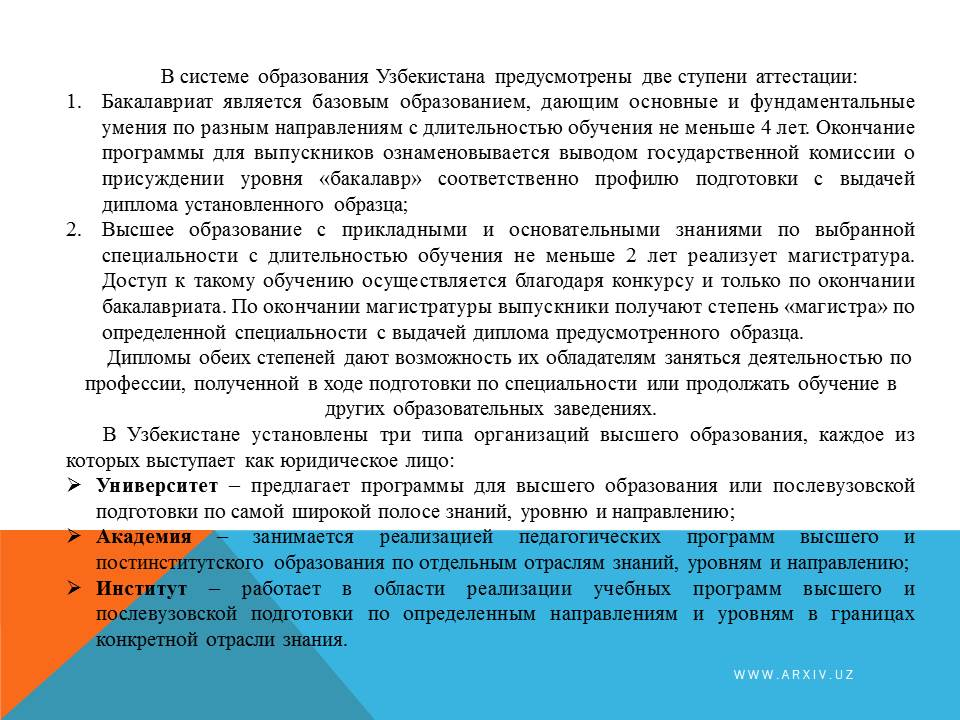 В системе образования Узбекистана предусмотрены две ступени аттестации:
1. Бакалавриат является базовым образованием, дающим основные и фундаментальные
умения по разным направлениям с длительностью обучения не меньше 4 лет. Окончание
программы для выпускников ознаменовывается выводом государственной комиссии о
присуждении уровня «бакалавр» соответственно профилю подготовки с выдачей
диплома установленного образца;
2. Высшее образование с прикладными и основательными знаниями по выбранной
специальности с длительностью обучения не меньше 2 лет реализует магистратура.
Доступ к такому обучению осуществляется благодаря конкурсу и только по окончании
бакалавриата. По окончании магистратуры выпускники получают степень «магистра» по
определенной специальности с выдачей диплома предусмотренного образца.
Дипломы обеих степеней дают возможность их обладателям заняться деятельностью по
профессии, полученной в ходе подготовки по специальности или продолжать обучение в
других образовательных заведениях.
В Узбекистане установлены три типа организаций высшего образования, каждое из
которых выступает как юридическое лицо:
➢ Университет – предлагает программы для высшего образования или послевузовской
подготовки по самой широкой полосе знаний, уровню и направлению;
➢ Академия – занимается реализацией педагогических программ высшего и
постинститутского образования по отдельным отраслям знаний, уровням и направлению;
➢ Институт – работает в области реализации учебных программ высшего и
послевузовской подготовки по определенным направлениям и уровням в границах
конкретной отрасли знания.
WWW.ARXIV.UZ